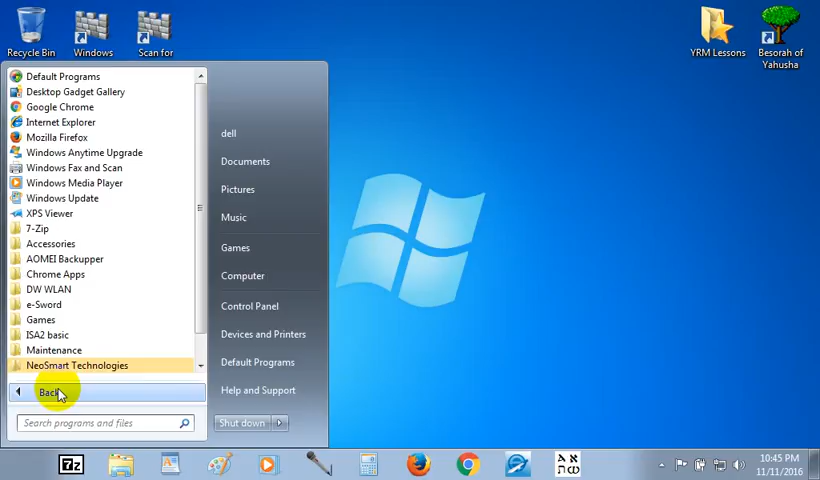 Recycle Bin
Windows
Scan for
YRM Lessons
Besorah of
Yahusha
Default Programs
Desktop Gadget Gallery
Google Chrome
Internet Explorer
Mozilla Firefox
Windows Anytime Upgrade
Windows Fax and Scan
Windows Media Player
Windows Update
XPS Viewer
7-Zip
Accessories
AOMEI Backupper
Chrome Apps
DW WLAN
e-Sword
Games
ISA2 basic
Maintenance
NeoSmart Technologies
Back
Search programs and files
dell
Documents
Pictures
Music
Games
Computer
Control Panel
Devices and Printers
Default Programs
Help and Support
Shut down
7z
א
ת ש
10:45 PM
11/11/2016